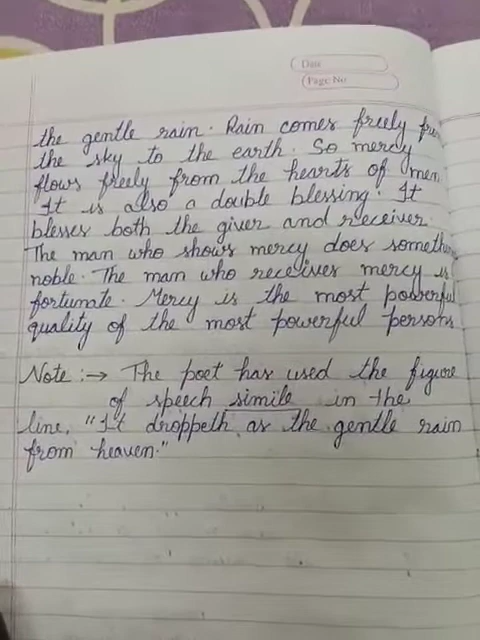 Date
Page No
the gentle rain. Rain comes freely from
the sky to the earth. So mercy
flows freely from the hearts of men.
It is also a double blessing. It
blesses both the giver and receiver.
The man who shows mercy does something
noble. The man who receives mercy is
fortunate. Mercy is the most powerful
quality of the most powerful persons.
Note :→ The poet has used the figure
of speech simile in the
line, "It droppeth as the gentle rain
from heaven."